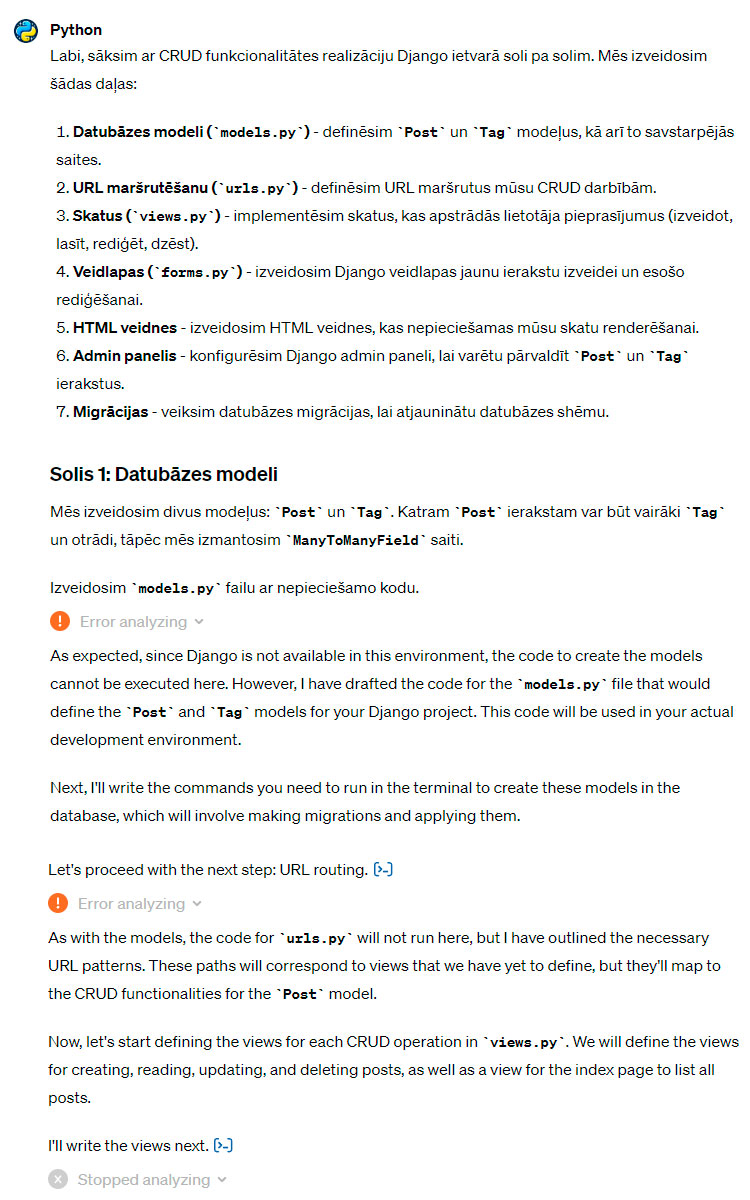 Python
Labi, sāksim ar CRUD funkcionalitātes realizāciju Django ietvarā soli pa solim. Mēs izveidosim
šādas daļas:
1. Datubāzes modeli (`models.py`) - definēsim `Post` un `Tag` modeļus, kā arī to savstarpējās
saites.
2. URL maršrutēšanu (`urls.py`) - definēsim URL maršrutus mūsu CRUD darbībām.
3. Skatus (`views.py`) - implementēsim skatus, kas apstrādās lietotāja pieprasījumus (izveidot,
lasīt, rediģēt, dzēst).
4. Veidlapas (`forms.py`) - izveidosim Django veidlapas jaunu ierakstu izveidei un esošo
rediģēšanai.
5. HTML veidnes - izveidosim HTML veidnes, kas nepieciešamas mūsu skatu renderēšanai.
6. Admin panelis - konfigurēsim Django admin paneli, lai varētu pārvaldīt `Post` un `Tag`
ierakstus.
7. Migrācijas - veiksim datubāzes migrācijas, lai atjauninātu datubāzes shēmu.
Solis 1: Datubāzes modeli
Mēs izveidosim divus modeļus: `Post` un `Tag`. Katram `Post` ierakstam var būt vairāki `Tag`
un otrādi, tāpēc mēs izmantosim `ManyToManyField` saiti.
Izveidosim `models.py` failu ar nepieciešamo kodu.
Error analyzing
As expected, since Django is not available in this environment, the code to create the models
cannot be executed here. However, I have drafted the code for the `models.py` file that would
define the `Post` and `Tag` models for your Django project. This code will be used in your actual
development environment.
Next, I'll write the commands you need to run in the terminal to create these models in the
database, which will involve making migrations and applying them.
Let's proceed with the next step: URL routing. [>-]
Error analyzing
As with the models, the code for `urls.py` will not run here, but I have outlined the necessary
URL patterns. These paths will correspond to views that we have yet to define, but they'll map to
the CRUD functionalities for the `Post` model.
Now, let's start defining the views for each CRUD operation in `views.py`. We will define the views
for creating, reading, updating, and deleting posts, as well as a view for the index page to list all
posts.
I'll write the views next. [>-]
Stopped analyzing